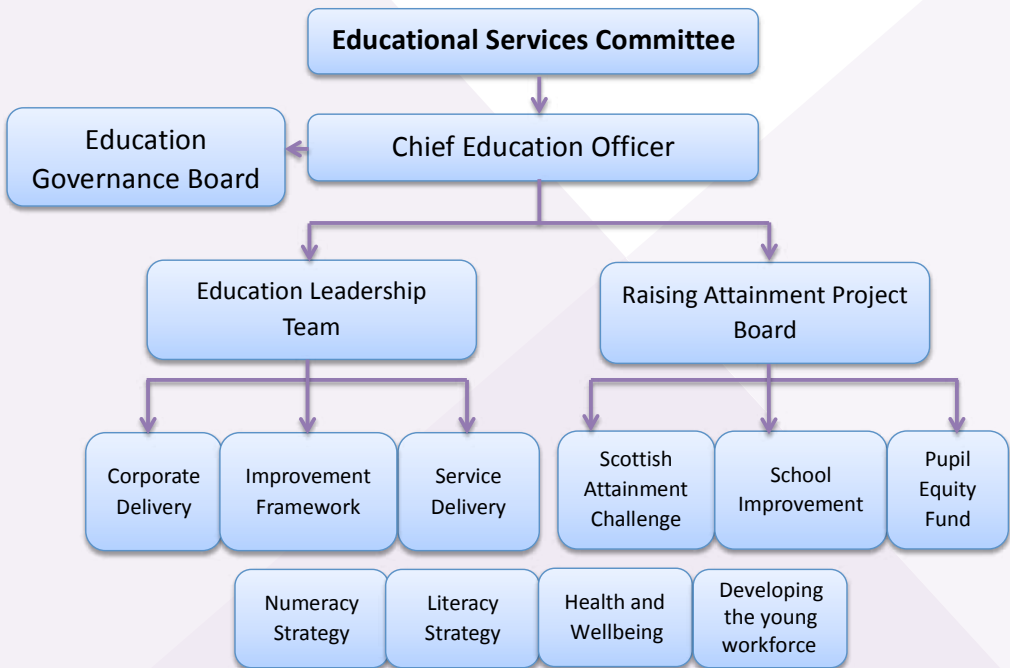 Educational Services Committee
Education
Governance Board
Chief Education Officer
Education Leadership
Team
Raising Attainment Project
Board
Corporate
Delivery
Improvement
Framework
Service
Delivery
Scottish
Attainment
Challenge
School
Improvement
Pupil
Equity
Fund
Numeracy
Strategy
Literacy
Strategy
Health and
Wellbeing
Developing
the young
workforce